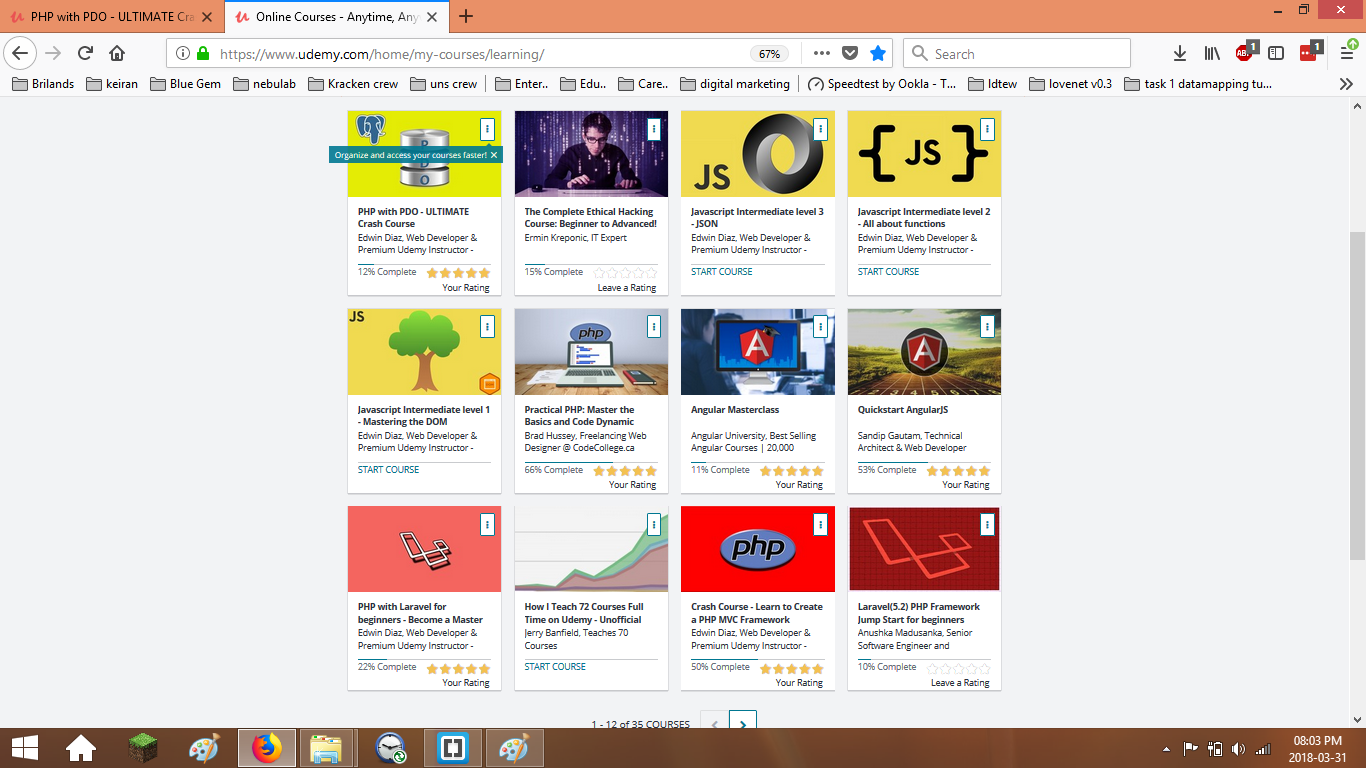 PHP with PDO - ULTIMATE Cra
Online Courses - Anytime, Any
https://www.udemy.com/home/my-courses/learning/
67%
Search
ABP
1
1
Brilands
keiran
Blue Gem
nebulab
Kracken crew
uns crew
Enter..
Edu..
Care..
digital marketing
Speedtest by Ookla - T...
ldtew
lovenet v0.3
task 1 datamapping tu...
Organize and access your courses faster!
PDO
JS
JS
PHP with PDO - ULTIMATE
Crash Course
Edwin Diaz, Web Developer &
Premium Udemy Instructor -
12% Complete
Your Rating
The Complete Ethical Hacking
Course: Beginner to Advanced!
Ermin Kreponic, IT Expert
15% Complete
Leave a Rating
Javascript Intermediate level 3
- JSON
Edwin Diaz, Web Developer &
Premium Udemy Instructor -
START COURSE
Javascript Intermediate level 2
- All about functions
Edwin Diaz, Web Developer &
Premium Udemy Instructor -
START COURSE
JS
php
A
A
Javascript Intermediate level 1
- Mastering the DOM
Edwin Diaz, Web Developer &
Premium Udemy Instructor -
START COURSE
Practical PHP: Master the
Basics and Code Dynamic
Brad Hussey, Freelancing Web
Designer @ CodeCollege.ca
66% Complete
Your Rating
Angular Masterclass
Angular University, Best Selling
Angular Courses | 20,000
11% Complete
Your Rating
Quickstart AngularJS
Sandip Gautam, Technical
Architect & Web Developer
53% Complete
Your Rating
php
PHP with Laravel for
beginners - Become a Master
Edwin Diaz, Web Developer &
Premium Udemy Instructor -
22% Complete
Your Rating
How I Teach 72 Courses Full
Time on Udemy - Unofficial
Jerry Banfield, Teaches 70
Courses
START COURSE
Crash Course - Learn to Create
a PHP MVC Framework
Edwin Diaz, Web Developer &
Premium Udemy Instructor -
50% Complete
Your Rating
Laravel(5.2) PHP Framework
Jump Start for beginners
Anushka Madusanka, Senior
Software Engineer and
10% Complete
Leave a Rating
1 - 12 of 35 COURSES
08:03 PM
2018-03-31